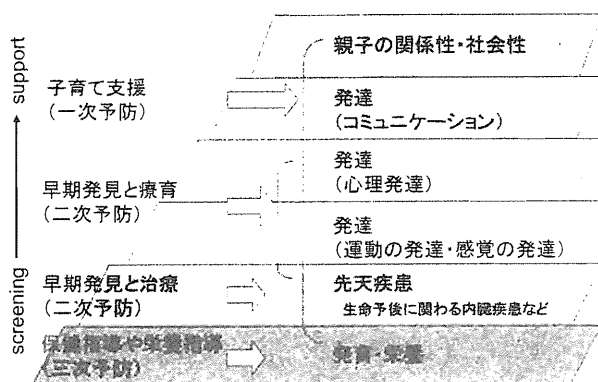 support
screening
親子の関係性・社会性
子育て支援
(一次予防)
発達
(コミュニケーション)
発達
(心理発達)
早期発見と療育
(二次予防)
発達
(運動の発達・感覚の発達)
早期発見と治療
(二次予防)
先天疾患
生命予後に関わる内臓疾患など
保健指導や栄養指導
発育・栄養